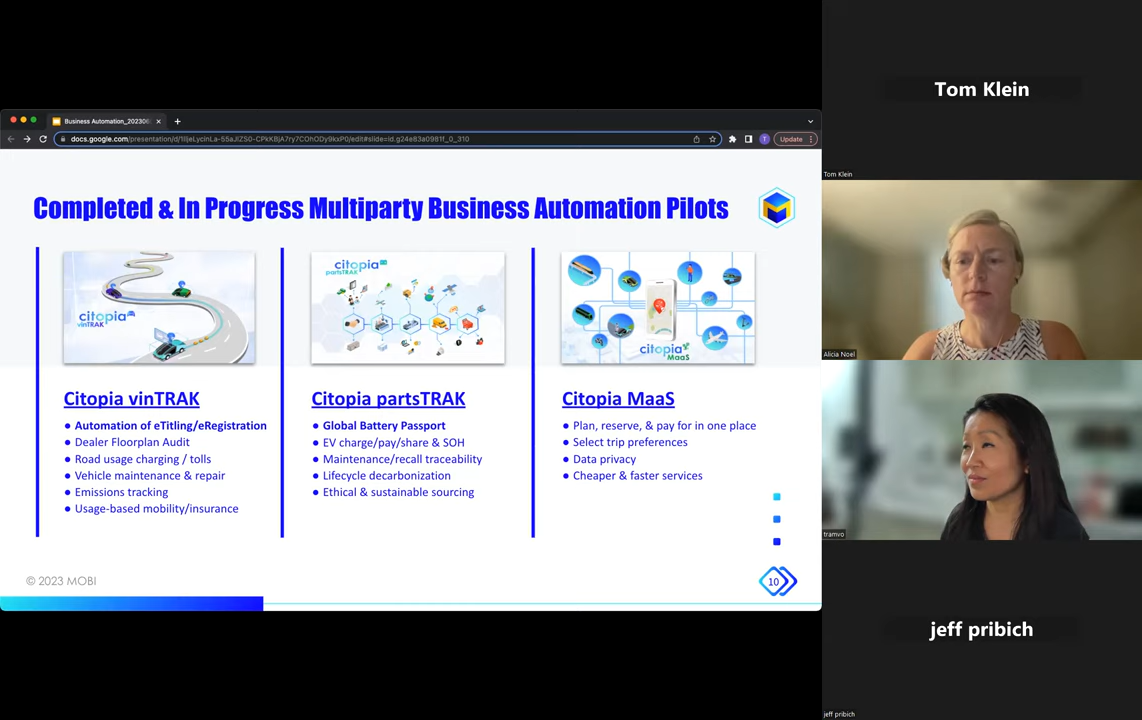 Business Automation_202306
Update
docs.google.com/presentation/d/1IjeLycinLa-55aJIZS0-CPkKBjA7ry7COhODy9kxP0/edit#slide=id.g24e83a0981f_0_310
Completed & In Progress Multiparty Business Automation Pilots
citopia
vinTRAK
citopia
partsTRAK
citopia
MaaS
Citopia vinTRAK
● Automation of eTitling/eRegistration
● Dealer Floorplan Audit
● Road usage charging / tolls
● Vehicle maintenance & repair
● Emissions tracking
● Usage-based mobility/insurance
Citopia partsTRAK
● Global Battery Passport
● EV charge/pay/share & SOH
● Maintenance/recall traceability
● Lifecycle decarbonization
● Ethical & sustainable sourcing
Citopia MaaS
● Plan, reserve, & pay for in one place
● Select trip preferences
● Data privacy
● Cheaper & faster services
© 2023 MOBI
10
Tom Klein
Tom Klein
Alicia Noel
tramvo
jeff pribich
jeff pribich